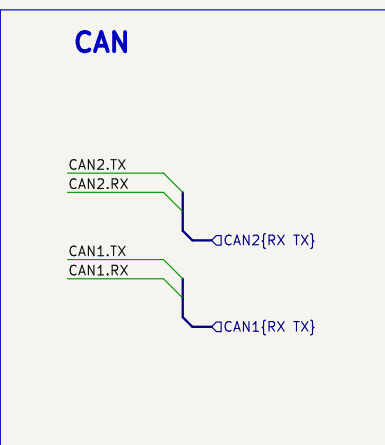 CAN
CAN2.TX
CAN2.RX
CAN2{RX TX}
CAN1.TX
CAN1.RX
CAN1{RX TX}